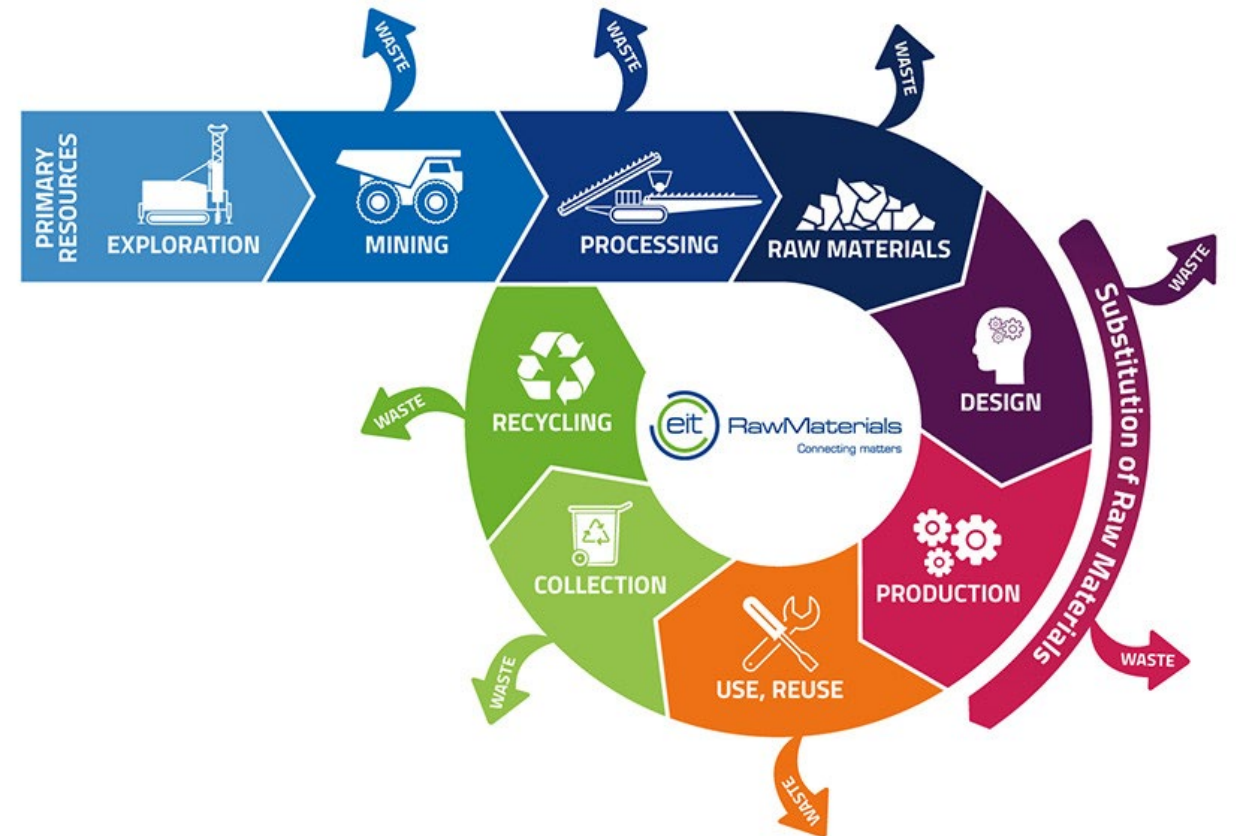 WASTE
WASTE
WASTE
PRIMARY
RESOURCES
EXPLORATION
MINING
PROCESSING
RAW MATERIALS
WASTE
Substitution of Raw Materials
DESIGN
RECYCLING
WASTE
eit RawMaterials
Connecting matters
COLLECTION
PRODUCTION
WASTE
USE, REUSE
WASTE
WASTE